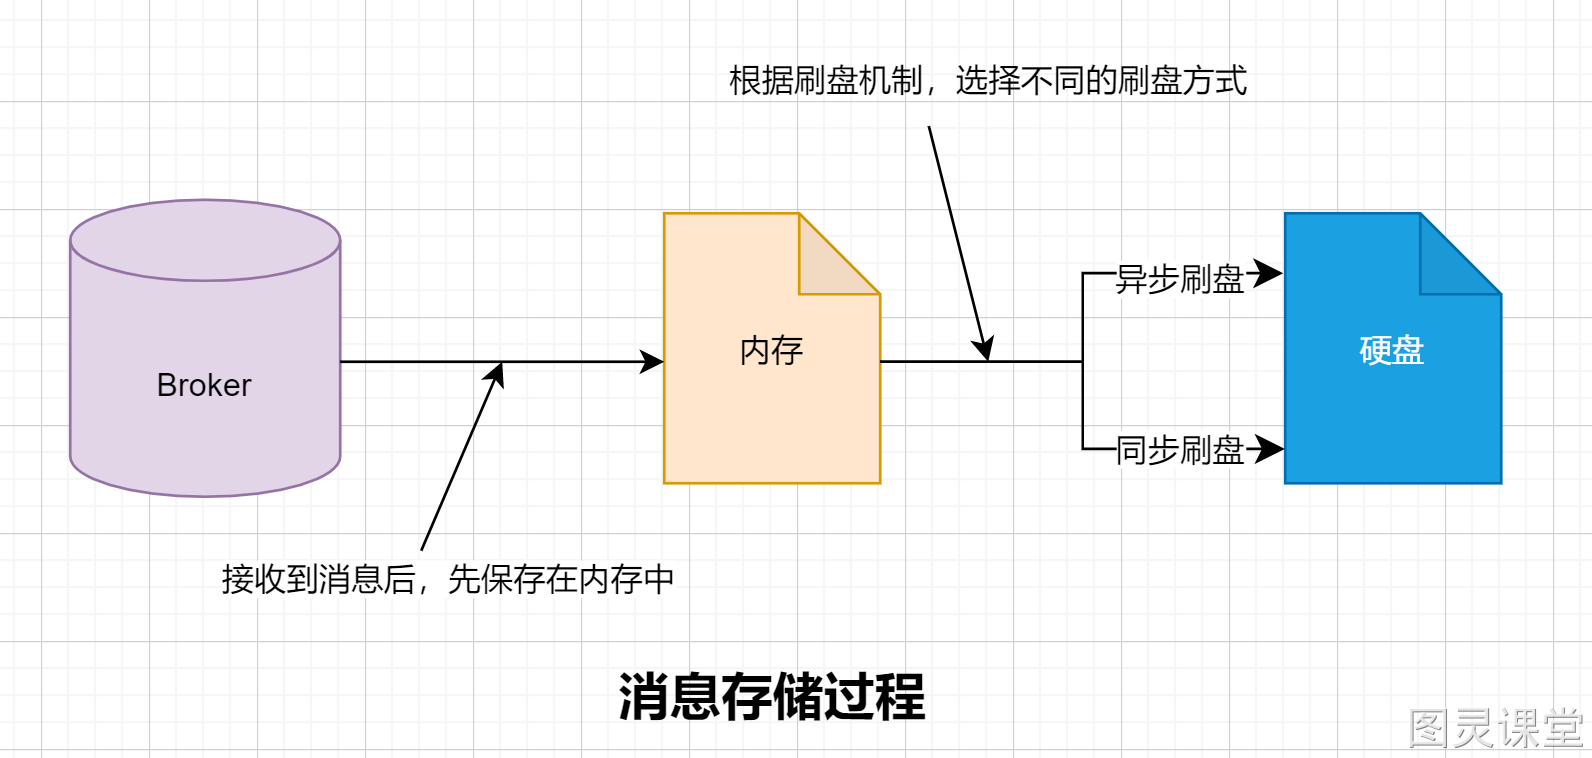 根据刷盘机制，选择不同的刷盘方式
Broker
内存
异步刷盘
同步刷盘
硬盘
接收到消息后，先保存在内存中
消息存储过程
图灵课堂